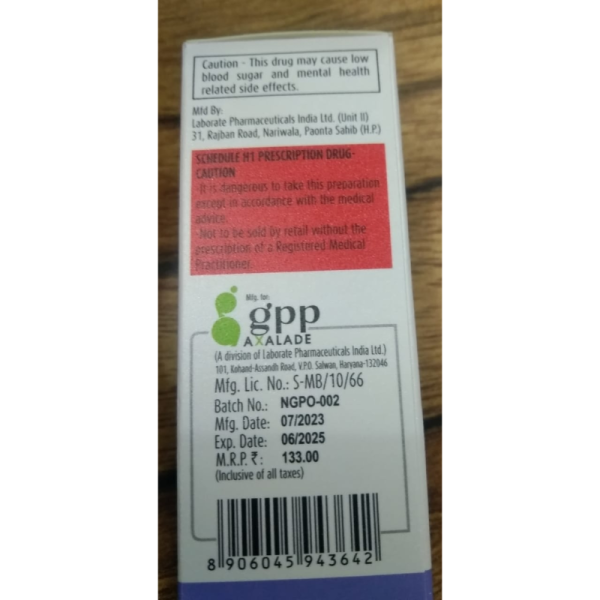 Caution - This drug may cause low
blood sugar and mental health
related side effects.
Mfd By:
Laborate Pharmaceuticals India Ltd. (Unit II)
31, Rajban Road, Nariwala, Paonta Sahib (H.P.)
SCHEDULE H1 PRESCRIPTION DRUG-
CAUTION
-It is dangerous to take this preparation
except in accordance with the medical
advice.
-Not to be sold by retail without the
prescription of a Registered Medical
Practitioner.
Mfg. for:
gpp
AXALADE
(A division of Laborate Pharmaceuticals India Ltd.)
101, Kohand-Assandh Road, V.P.O. Salwan, Haryana-132046
Mfg. Lic. No.: S-MB/10/66
Batch No.: NGPO-002
Mfg. Date: 07/2023
Exp. Date: 06/2025
M.R.P. ₹: 133.00
(Inclusive of all taxes)
8 906045 943642